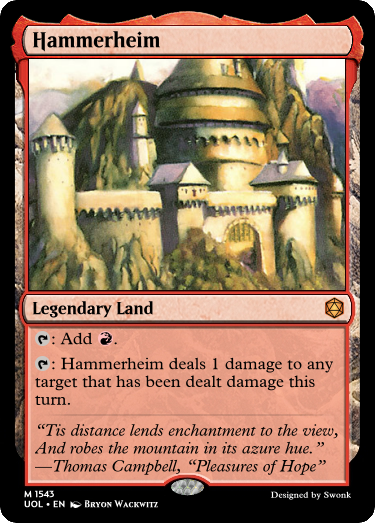 Hammerheim
Legendary Land
: Add .
: Hammerheim deals 1 damage to any
target that has been dealt damage this
turn.
“Tis distance lends enchantment to the view,
And robes the mountain in its azure hue.”
—Thomas Campbell, “Pleasures of Hope”
M 1543
UOL • EN Bryon Wackwitz
Designed by Swonk